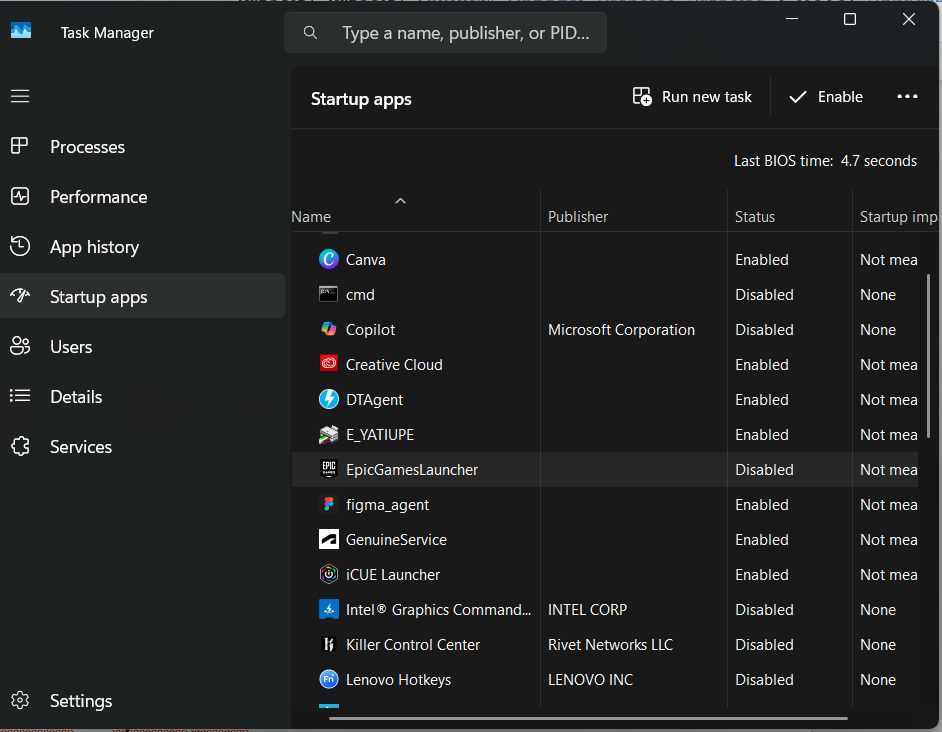 Task Manager
Type a name, publisher, or PID...
Processes
Performance
App history
Startup apps
Users
Details
Services
Settings
Startup apps
Run new task
Enable
Last BIOS time: 4.7 seconds
Name Publisher Status Startup imp
Canva Enabled Not mea
cmd Disabled None
Copilot Microsoft Corporation Disabled None
Creative Cloud Enabled Not mea
DTAgent Enabled Not mea
E_YATIUPE Enabled Not mea
EPIC GAMES EpicGamesLauncher Disabled Not mea
figma_agent Enabled Not mea
GenuineService Enabled Not mea
iCUE Launcher Enabled Not mea
Intel® Graphics Command... INTEL CORP Disabled None
Killer Control Center Rivet Networks LLC Disabled None
Fn Lenovo Hotkeys LENOVO INC Disabled None